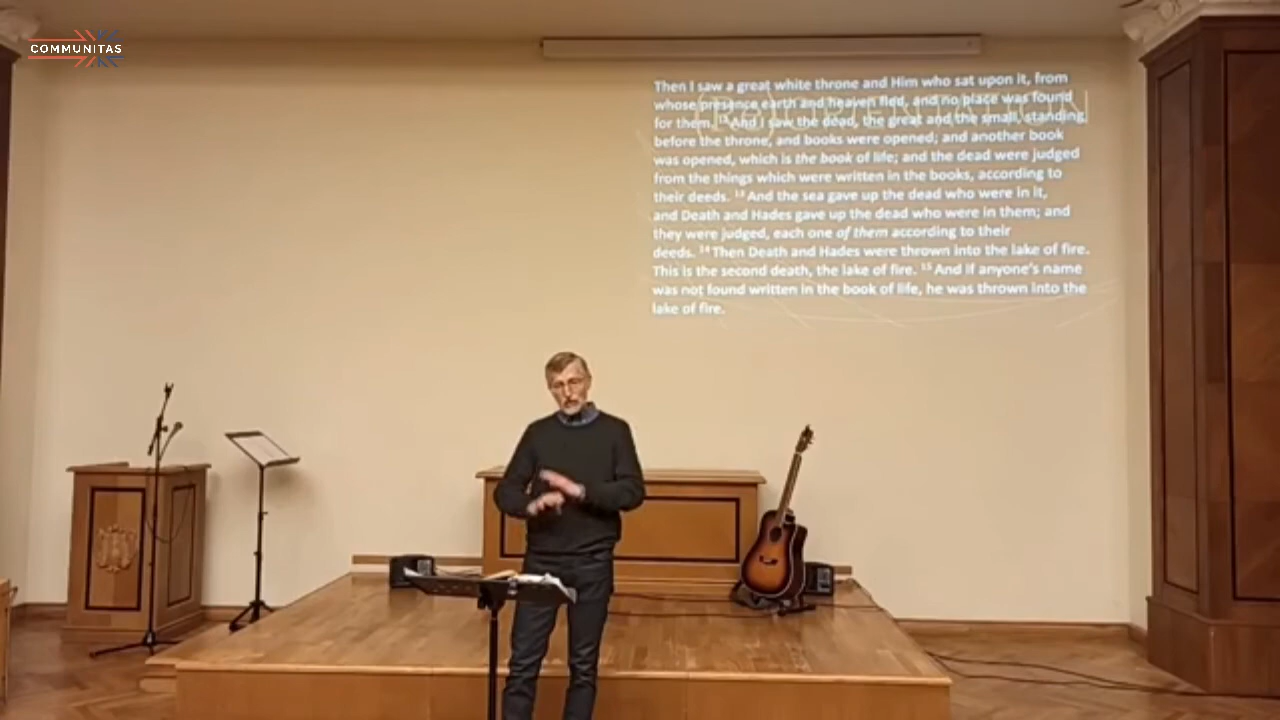 COMMUNITAS
Then I saw a great white throne and Him who sat upon it, from
whose presence earth and heaven fled, and no place was found
for them. 12 And I saw the dead, the great and the small, standing
before the throne, and books were opened; and another book
was opened, which is the book of life; and the dead were judged
from the things which were written in the books, according to
their deeds. 13 And the sea gave up the dead who were in it,
and Death and Hades gave up the dead who were in them; and
they were judged, each one of them according to their
deeds. 14 Then Death and Hades were thrown into the lake of fire.
This is the second death, the lake of fire. 15 And if anyone's name
was not found written in the book of life, he was thrown into the
lake of fire.